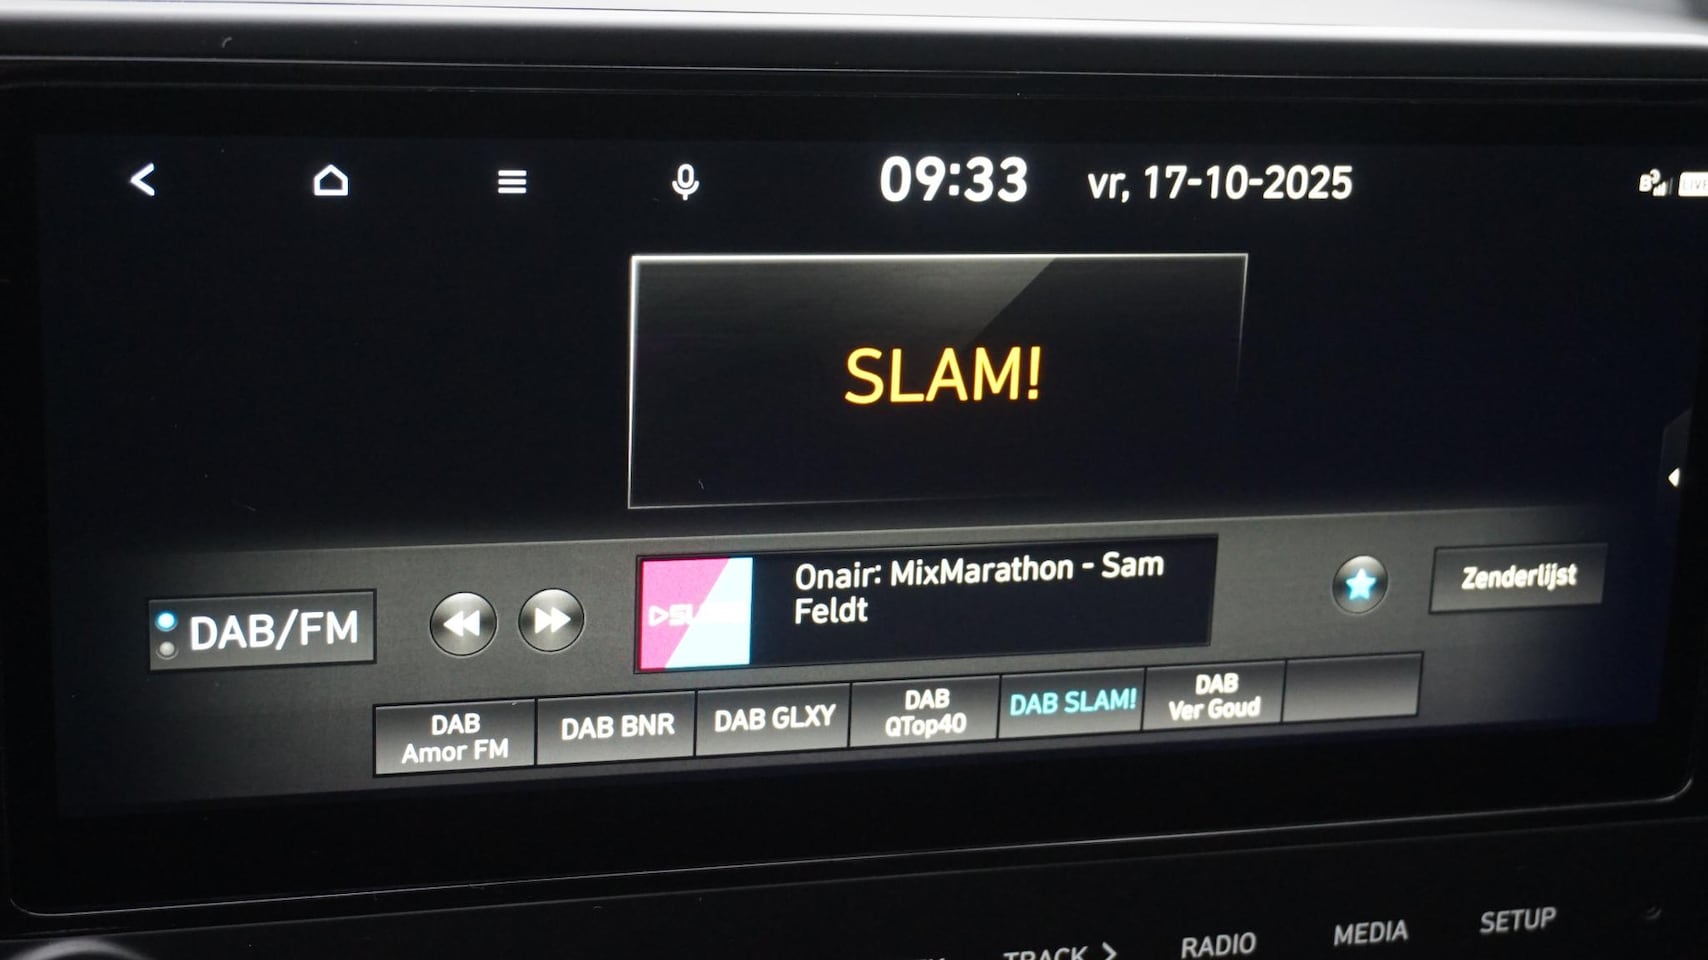 09:33 vr, 17-10-2025
SLAM!
Onair: MixMarathon - Sam
Feldt
Zenderlijst
DAB/FM
DAB
Amor FM
DAB BNR
DAB GLXY
DAB
QTop40
DAB SLAM!
DAB
Ver Goud
TRACK >
RADIO
MEDIA
SETUP